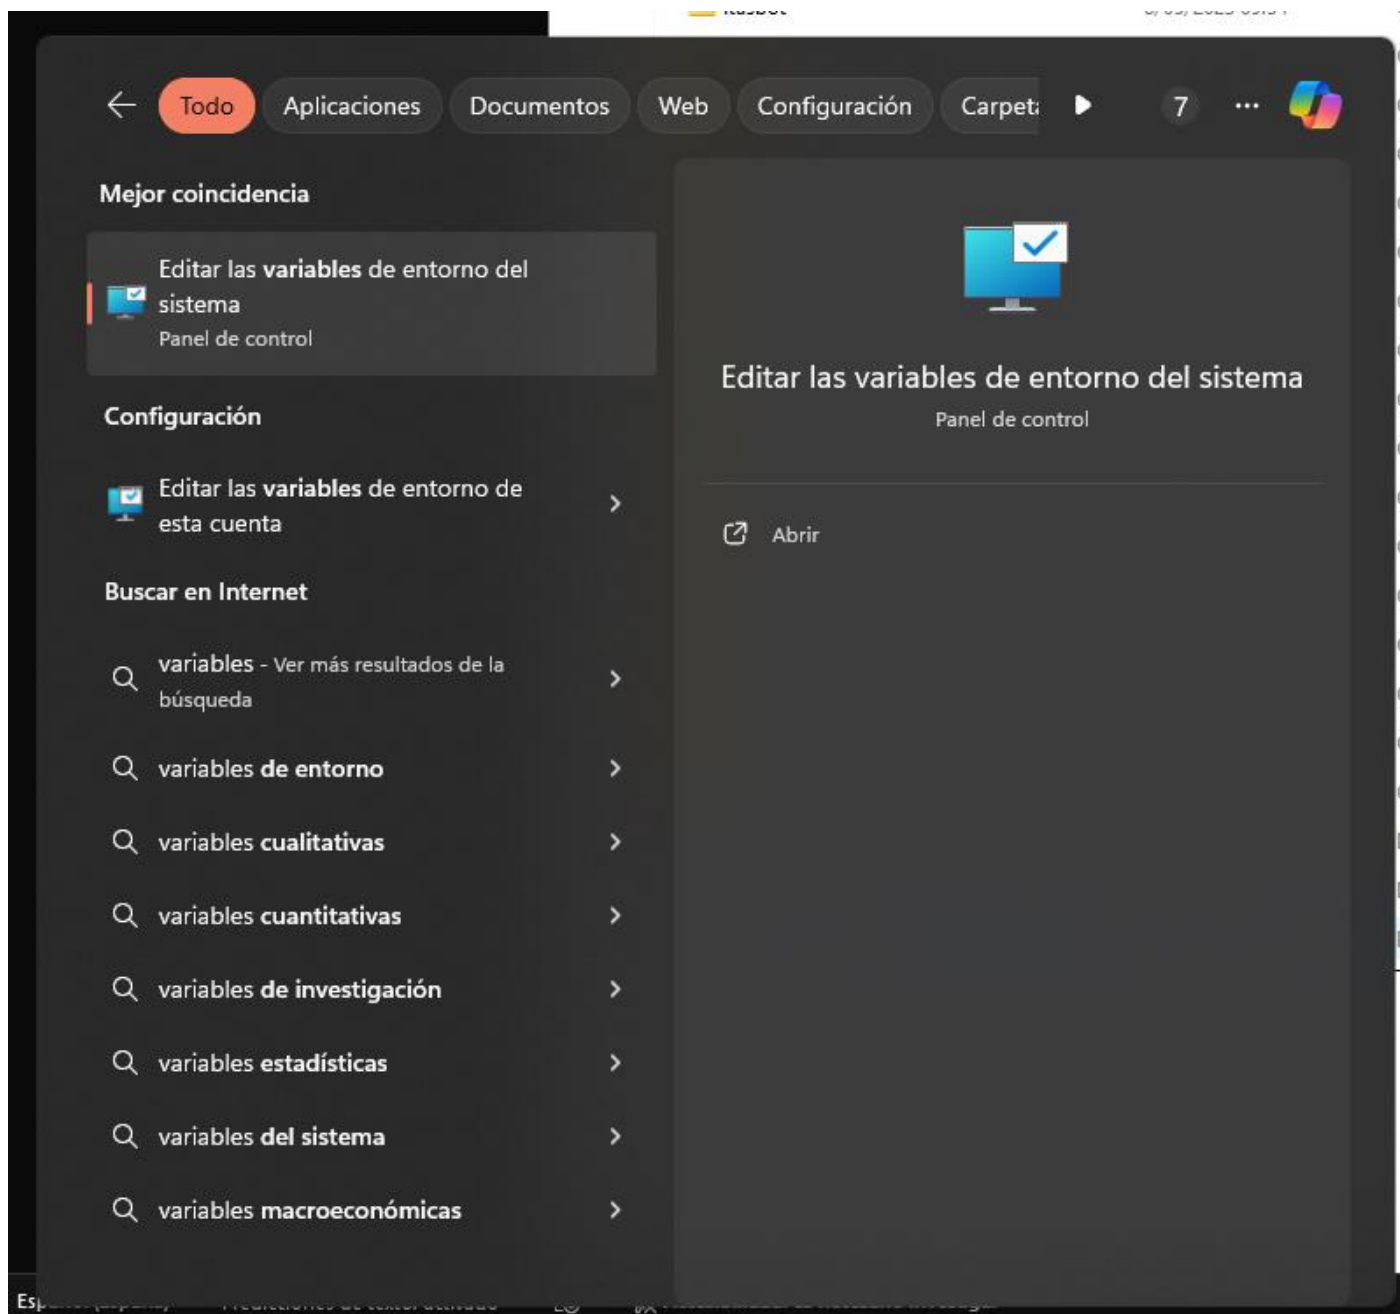 Todo Aplicaciones Documentos Web Configuración 7 ...
Mejor coincidencia
Editar las variables de entorno del
sistema
Panel de control
Configuración
Editar las variables de entorno de
esta cuenta
Buscar en Internet
variables - Ver más resultados de la
búsqueda
variables de entorno
variables cualitativas
variables cuantitativas
variables de investigación
variables estadísticas
variables del sistema
variables macroeconómicas
Editar las variables de entorno del sistema
Panel de control
Abrir